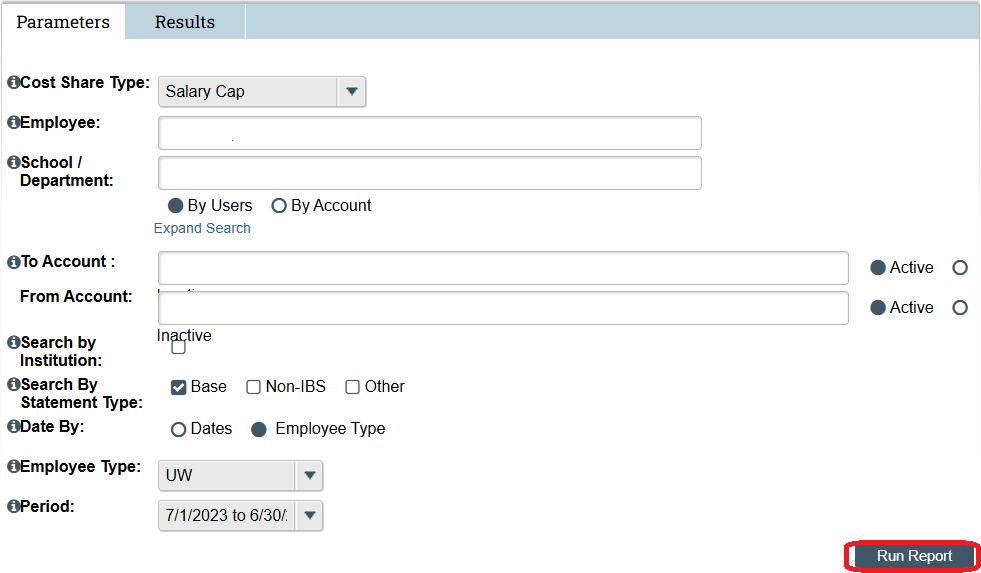 Parameters Results
Cost Share Type: Salary Cap
Employee:
School /
Department:
By Users By Account
Expand Search
To Account : Active
From Account: Active
Inactive
Search by
Institution:
Search By
Statement Type: Base Non-IBS Other
Date By: Dates Employee Type
Employee Type: UW
Period: 7/1/2023 to 6/30/
Run Report